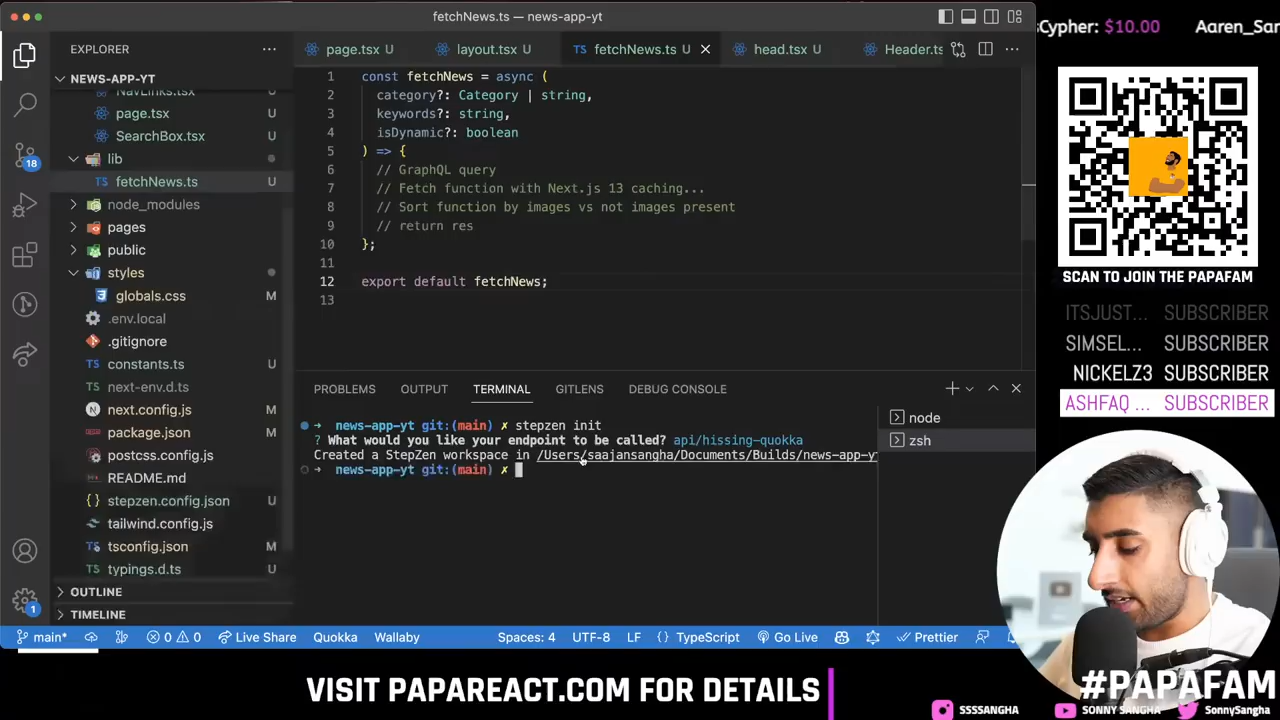 fetchNews.ts — news-app-yt
EXPLORER
page.tsx U
layout.tsx U
fetchNews.ts U
head.tsx U
Header.ts
NEWS-APP-YT
NavLinks.tsx U
page.tsx U
SearchBox.tsx U
lib
fetchNews.ts U
node_modules
pages
public
styles
globals.css M
.env.local
.gitignore
constants.ts U
next-env.d.ts
next.config.js M
package.json M
postcss.config.js
README.md
stepzen.config.json U
tailwind.config.js
tsconfig.json M
typings.d.ts U
OUTLINE
TIMELINE
18
1
1 const fetchNews = async (
2 category?: Category | string,
3 keywords?: string,
4 isDynamic?: boolean
5 ) => {
6 // GraphQL query
7 // Fetch function with Next.js 13 caching...
8 // Sort function by images vs not images present
9 // return res
10 };
11
12 export default fetchNews;
13
PROBLEMS OUTPUT TERMINAL GITLENS DEBUG CONSOLE
news-app-yt git:(main) ✗ stepzen init
? What would you like your endpoint to be called? api/hissing-quokka
Created a StepZen workspace in /Users/saajansangha/Documents/Builds/news-app-y
news-app-yt git:(main) ✗
node
zsh
main* 0 0 Live Share Quokka Wallaby Spaces: 4 UTF-8 LF TypeScript Go Live Prettier
Cypher: $10.00 Aaren_Sar
SCAN TO JOIN THE PAPAFAM
ITSJUST... SUBSCRIBER
SIMSEL... SUBSCRIBER
NICKELZ3 SUBSCRIBER
ASHFAQ ... SUBSCRIBER
VISIT PAPAREACT.COM FOR DETAILS
#PAPAFAM
SSSSANGHA SONNY SANGHA SONNYSANGHA